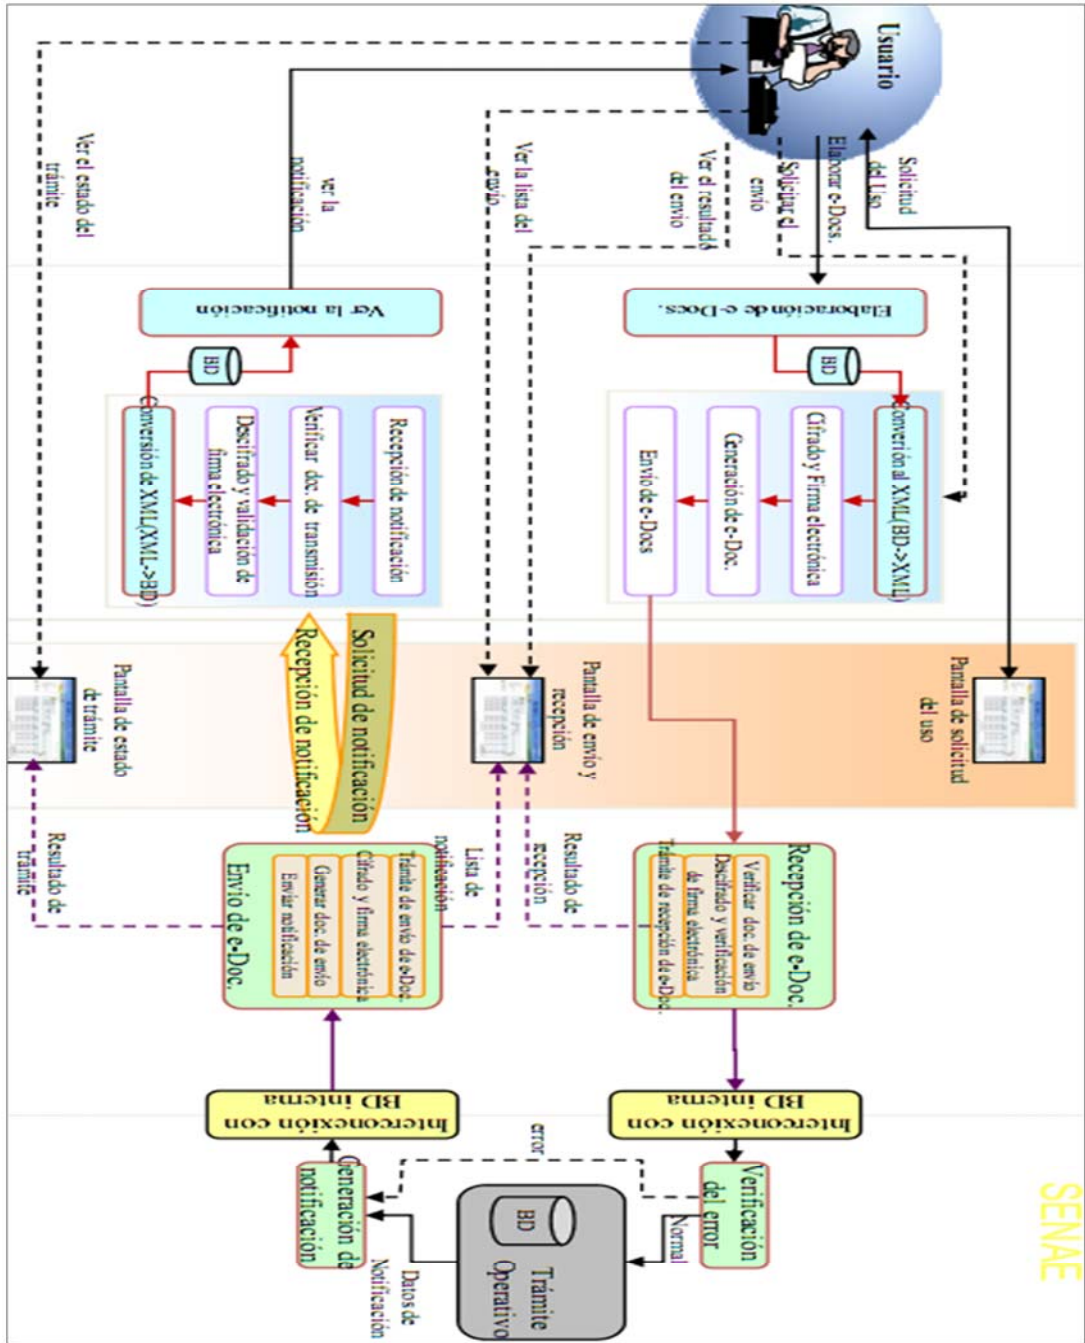 Usuario
Solicitud
del Uso
Elaborar e-Docs.
Solicitar el
envío
Ver el resultado
del envío
Ver la lista del
envío
ver la
notificación
Ver el estado del
trámite
Elaboración de e-Docs.
BD
Converión al XML(BD->XML)
Cifrado y Firma electrónica
Generación de e-Doc.
Envío de e-Docs
Ver la notificación
BD
Recepción de notificación
Verificar doc. de transmisión
Descifrado y validación de
firma electrónica
Conversión de XML(XML->BD)
Pantalla de solicitud
del uso
Pantalla de envío y
recepción
Solicitud de notificación
Recepción de notificación
Pantalla de estado
de trámite
Resultado de
recepción
Lista de
notificación
Resultado de
trámite
Recepción de e-Doc.
Verificar doc. de envío
Descifrado y verificación
de firma electrónica
Trámite de recepción de e-Doc.
Trámite de envío de e-Doc.
Cifrado y firma electrónica
Generar doc. de envío
Enviar notificación
Envío de e-Doc.
Interconexión con
BD interna
Interconexión con
BD interna
SENAE
Verificación
del error
error
Normal
BD
Trámite
Operativo
Datos de
Notificación
Generación de
notificación